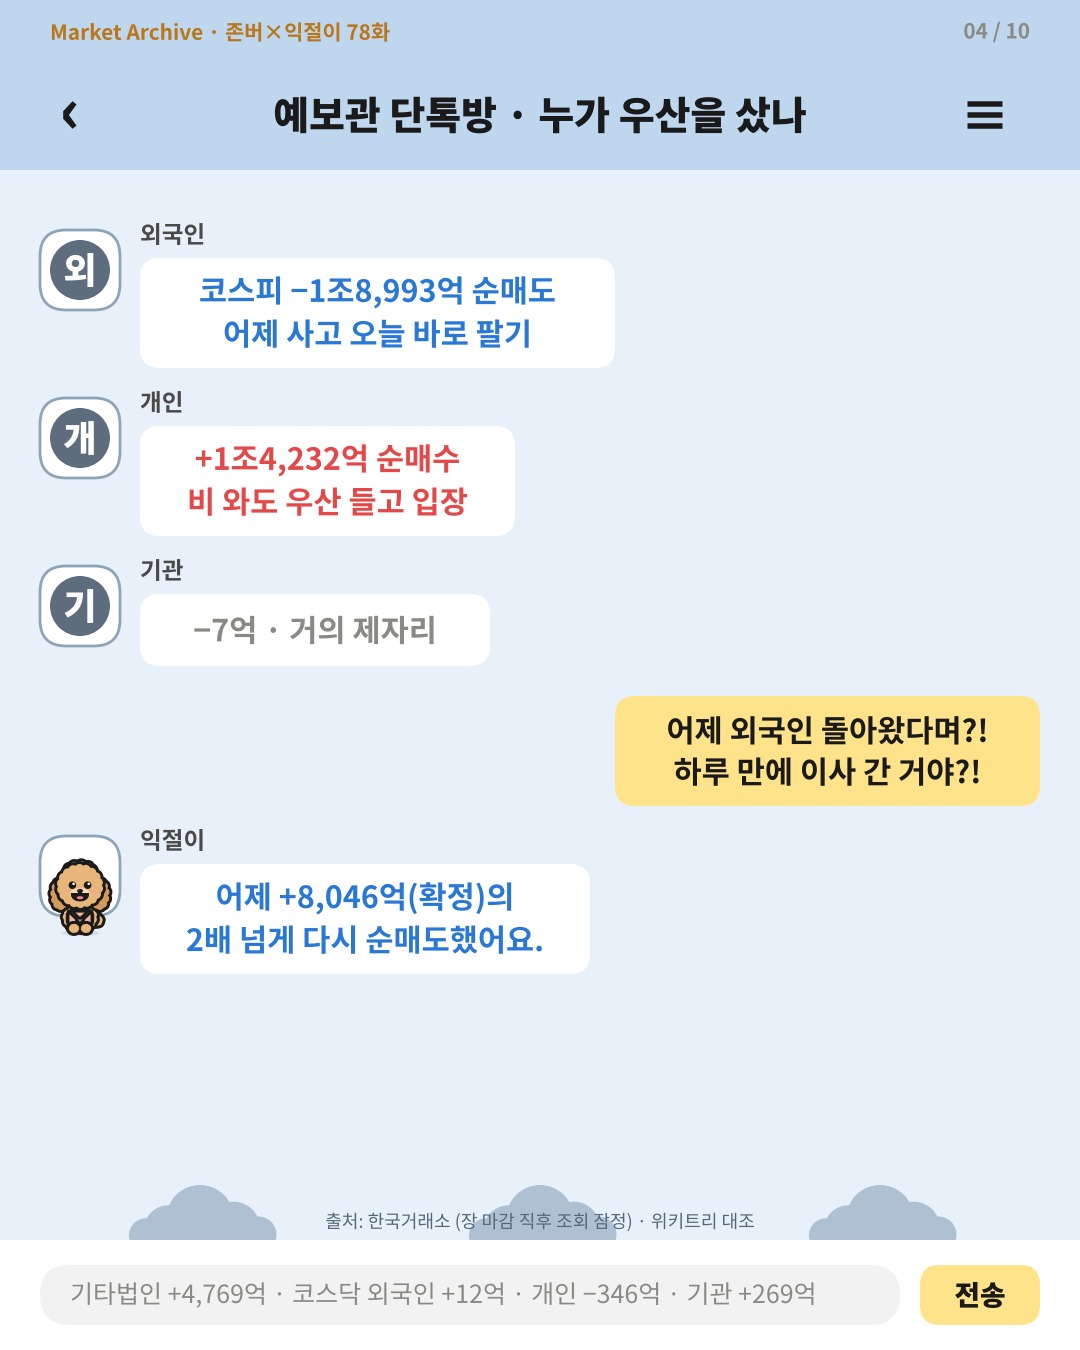 Market Archive · 존버×익절이 78화
04 / 10
예보관 단톡방 · 누가 우산을 샀나
외
외국인
코스피 −1조8,993억 순매도
어제 사고 오늘 바로 팔기
개
개인
+1조4,232억 순매수
비 와도 우산 들고 입장
기
기관
−7억 · 거의 제자리
어제 외국인 돌아왔다며?!
하루 만에 이사 간 거야?!
익절이
어제 +8,046억(확정)의
2배 넘게 다시 순매도했어요.
출처: 한국거래소 (장 마감 직후 조회 잠정) · 위키트리 대조
기타법인 +4,769억 · 코스닥 외국인 +12억 · 개인 −346억 · 기관 +269억
전송